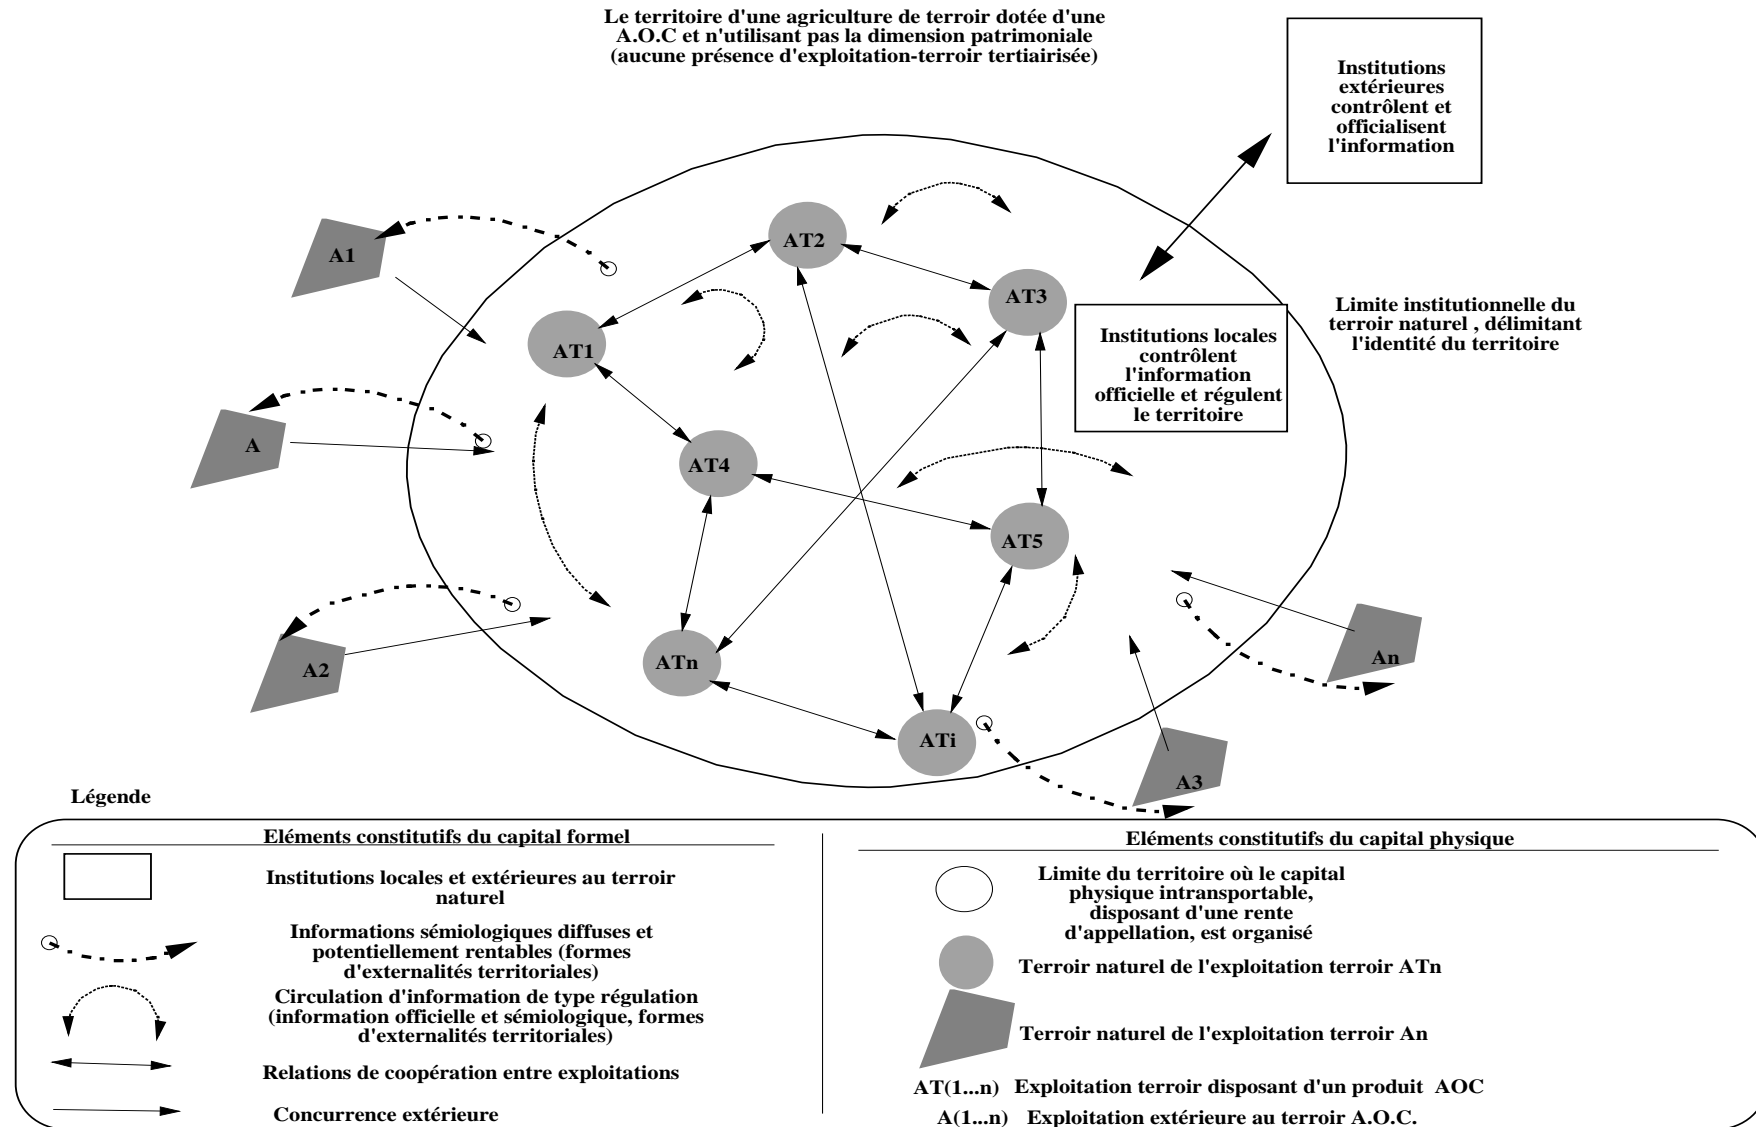 Le territoire d'une agriculture de terroir dotée d'une
A.O.C et n'utilisant pas la dimension patrimoniale
(aucune présence d'exploitation-terroir tertiairisée)
Institutions
extérieures
contrôlent et
officialisent
l'information
A1
AT2
AT3
AT1
Institutions locales
contrôlent
l'information
officielle et régulent
le territoire
Limite institutionnelle du
terroir naturel , délimitant
l'identité du territoire
A
AT4
AT5
A2
ATn
An
ATi
A3
Légende
Eléments constitutifs du capital formel
Institutions locales et extérieures au terroir
naturel
Informations sémiologiques diffuses et
potentiellement rentables (formes
d'externalités territoriales)
Circulation d'information de type régulation
(information officielle et sémiologique, formes
d'externalités territoriales)
Relations de coopération entre exploitations
Concurrence extérieure
Eléments constitutifs du capital physique
Limite du territoire où le capital
physique intransportable,
disposant d'une rente
d'appellation, est organisé
Terroir naturel de l'exploitation terroir ATn
Terroir naturel de l'exploitation terroir An
AT(1...n) Exploitation terroir disposant d'un produit AOC
A(1...n) Exploitation extérieure au terroir A.O.C.